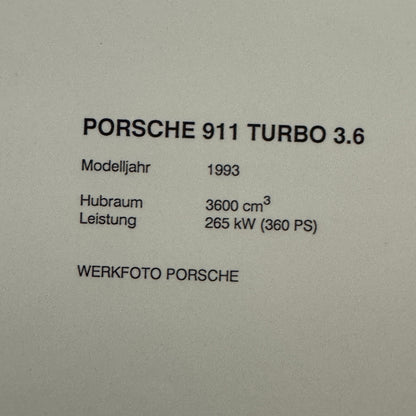 PORSCHE 911 TURBO 3.6
Modelljahr 1993
Hubraum 3600 cm³
Leistung 265 kW (360 PS)
WERKFOTO PORSCHE